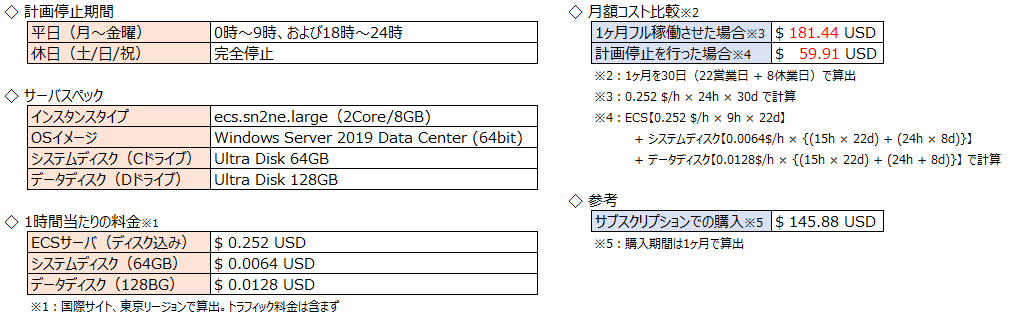 ◇ 計画停止期間
平日（月～金曜） 0時～9時、および18時～24時
休日（土/日/祝） 完全停止
◇ サーバスペック
インスタンスタイプ ecs.sn2ne.large（2Core/8GB)
OSイメージ Windows Server 2019 Data Center (64bit)
システムディスク（Cドライブ） Ultra Disk 64GB
データディスク（Dドライブ） Ultra Disk 128GB
◇ 1時間当たりの料金※1
ECSサーバ（ディスク込み） $ 0.252 USD
システムディスク（64GB） $ 0.0064 USD
データディスク（128BG） $ 0.0128 USD
※1：国際サイト、東京リージョンで算出。トラフィック料金は含まず
◇ 月額コスト比較※2
1ヶ月フル稼働させた場合※3 $ 181.44 USD
計画停止を行った場合※4 $ 59.91 USD
※2：1ヶ月を30日（22営業日 + 8休業日）で算出
※3：0.252 $/h × 24h × 30d で計算
※4：ECS【0.252 $/h × 9h × 22d】
+ システムディスク【0.0064$/h × {(15h × 22d) + (24h × 8d)}】
+ データディスク【0.0128$/h × {(15h × 22d) + (24h + 8d)}】 で計算
◇ 参考
サブスクリプションでの購入※5 $ 145.88 USD
※5：購入期間は1ヶ月で算出